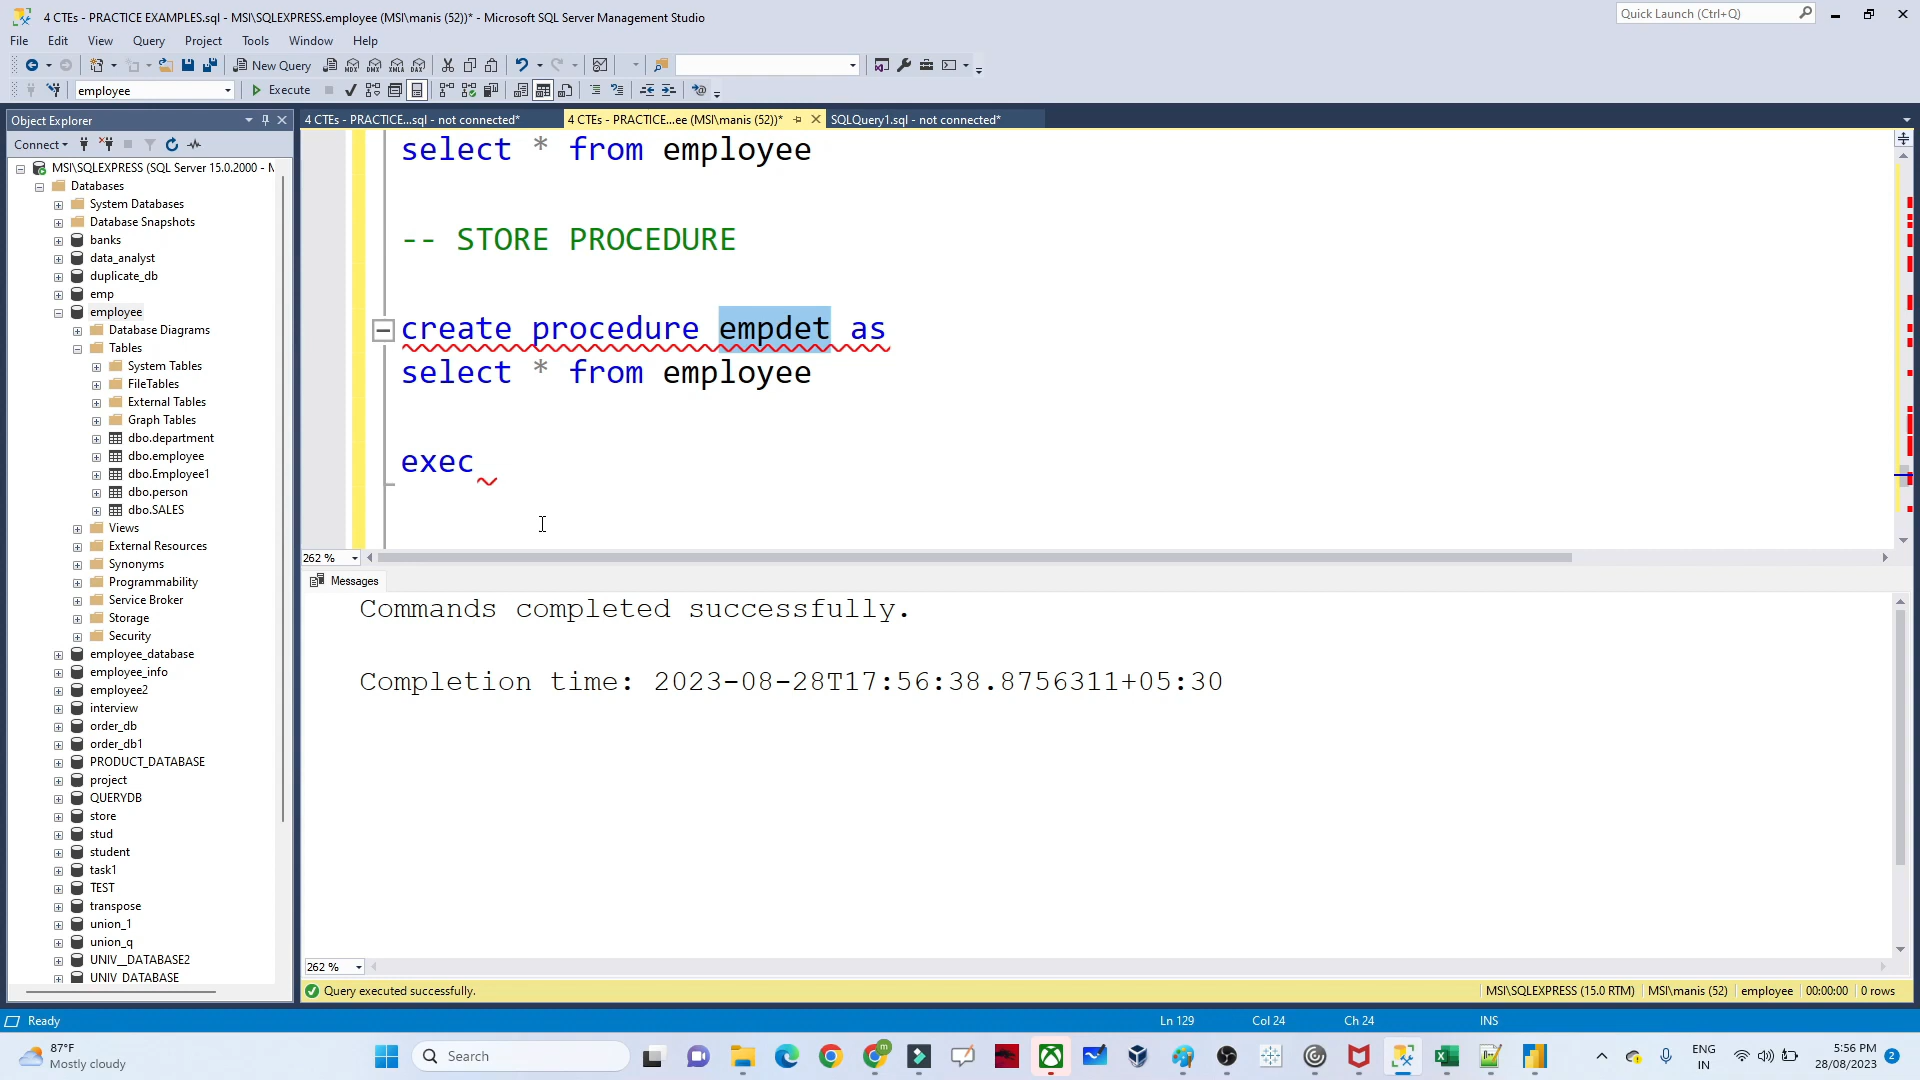 4 CTEs - PRACTICE EXAMPLES.sql - MSI\SQLEXPRESS.employee (MSI\manis (52))* - Microsoft SQL Server Management Studio
Quick Launch (Ctrl+Q)
File Edit View Query Project Tools Window Help
New Query
MDX DMX XMLA DAX
employee
Execute
Object Explorer
4 CTEs - PRACTICE...sql - not connected*
4 CTEs - PRACTICE...ee (MSI\manis (52))*
SQLQuery1.sql - not connected*
Connect
MSI\SQLEXPRESS (SQL Server 15.0.2000 - M
Databases
System Databases
Database Snapshots
banks
data_analyst
duplicate_db
emp
employee
Database Diagrams
Tables
System Tables
FileTables
External Tables
Graph Tables
dbo.department
dbo.employee
dbo.Employee1
dbo.person
dbo.SALES
Views
External Resources
Synonyms
Programmability
Service Broker
Storage
Security
employee_database
employee_info
employee2
interview
order_db
order_db1
PRODUCT_DATABASE
project
QUERYDB
store
stud
student
task1
TEST
transpose
union_1
union_q
UNIV__DATABASE2
UNIV_DATABASE
select * from employee
-- STORE PROCEDURE
create procedure empdet as
select * from employee
exec
262 %
Messages
Commands completed successfully.
Completion time: 2023-08-28T17:56:38.8756311+05:30
262 %
Query executed successfully.
MSI\SQLEXPRESS (15.0 RTM)
MSI\manis (52)
employee
00:00:00
0 rows
Ready
Ln 129
Col 24
Ch 24
INS
87°F
Mostly cloudy
Search
m
ENG
IN
5:56 PM
28/08/2023
2